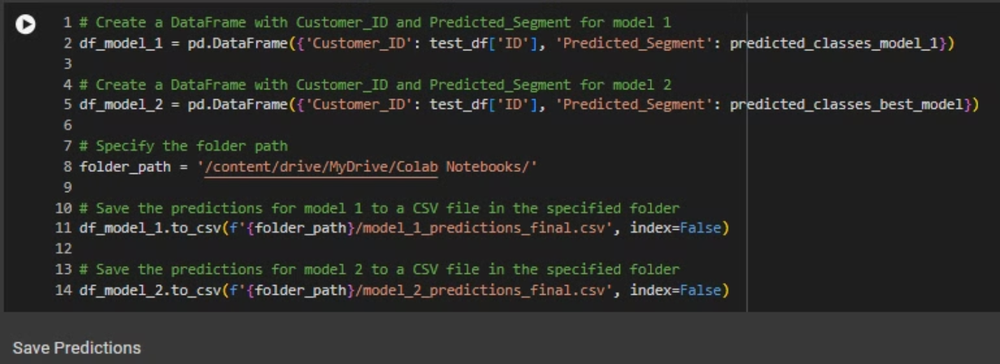 1 # Create a DataFrame with Customer_ID and Predicted_Segment for model 1
2 df_model_1 = pd.DataFrame({'Customer_ID': test_df['ID'], 'Predicted_Segment': predicted_classes_model_1})
3
4 # Create a DataFrame with Customer_ID and Predicted_Segment for model 2
5 df_model_2 = pd.DataFrame({'Customer_ID': test_df['ID'], 'Predicted_Segment': predicted_classes_best_model})
6
7 # Specify the folder path
8 folder_path = '/content/drive/MyDrive/Colab Notebooks/'
9
10 # Save the predictions for model 1 to a CSV file in the specified folder
11 df_model_1.to_csv(f'{folder_path}/model_1_predictions_final.csv', index=False)
12
13 # Save the predictions for model 2 to a CSV file in the specified folder
14 df_model_2.to_csv(f'{folder_path}/model_2_predictions_final.csv', index=False)
Save Predictions